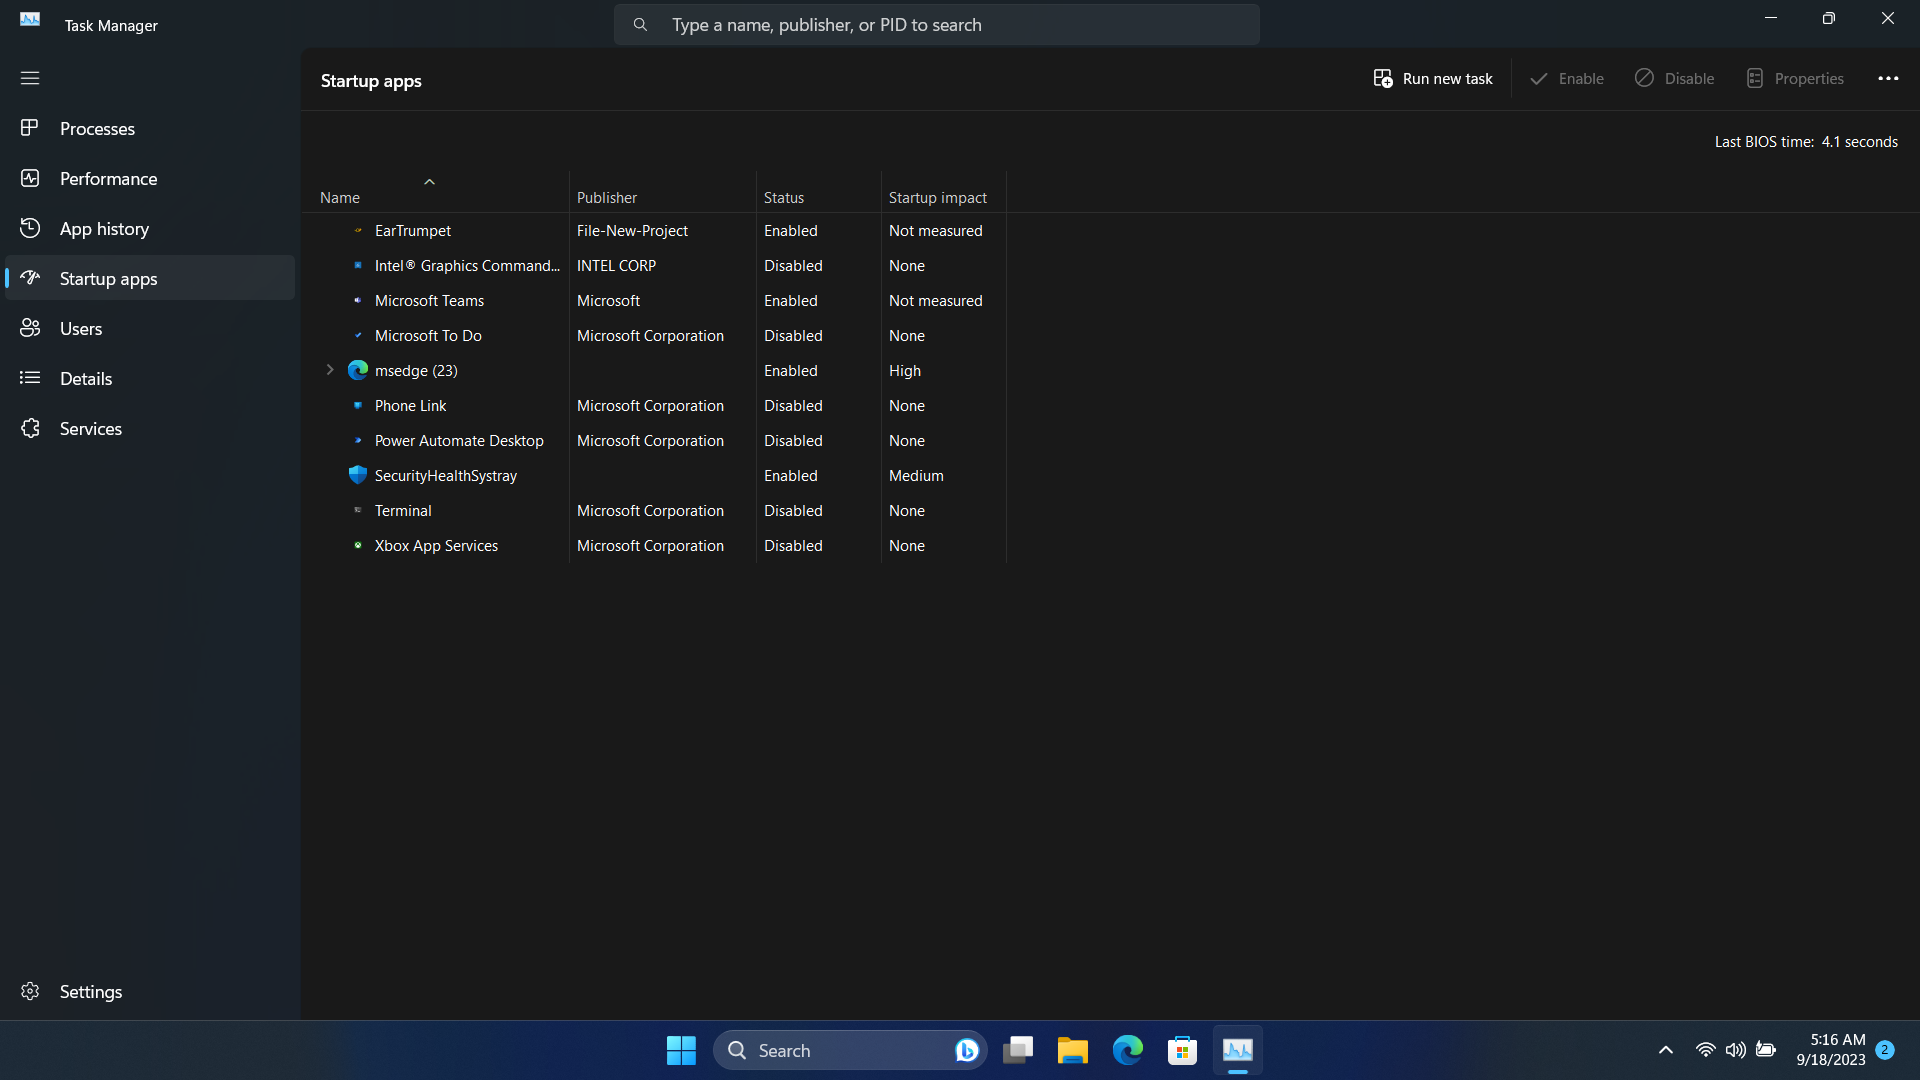 Task Manager
Type a name, publisher, or PID to search
Startup apps
Run new task
Enable
Disable
Properties
Last BIOS time: 4.1 seconds
Processes
Performance
App history
Startup apps
Users
Details
Services
Settings
Name Publisher Status Startup impact
EarTrumpet File-New-Project Enabled Not measured
Intel® Graphics Command... INTEL CORP Disabled None
Microsoft Teams Microsoft Enabled Not measured
Microsoft To Do Microsoft Corporation Disabled None
msedge (23) Enabled High
Phone Link Microsoft Corporation Disabled None
Power Automate Desktop Microsoft Corporation Disabled None
SecurityHealthSystray Enabled Medium
Terminal Microsoft Corporation Disabled None
Xbox App Services Microsoft Corporation Disabled None
Search
5:16 AM
9/18/2023
2